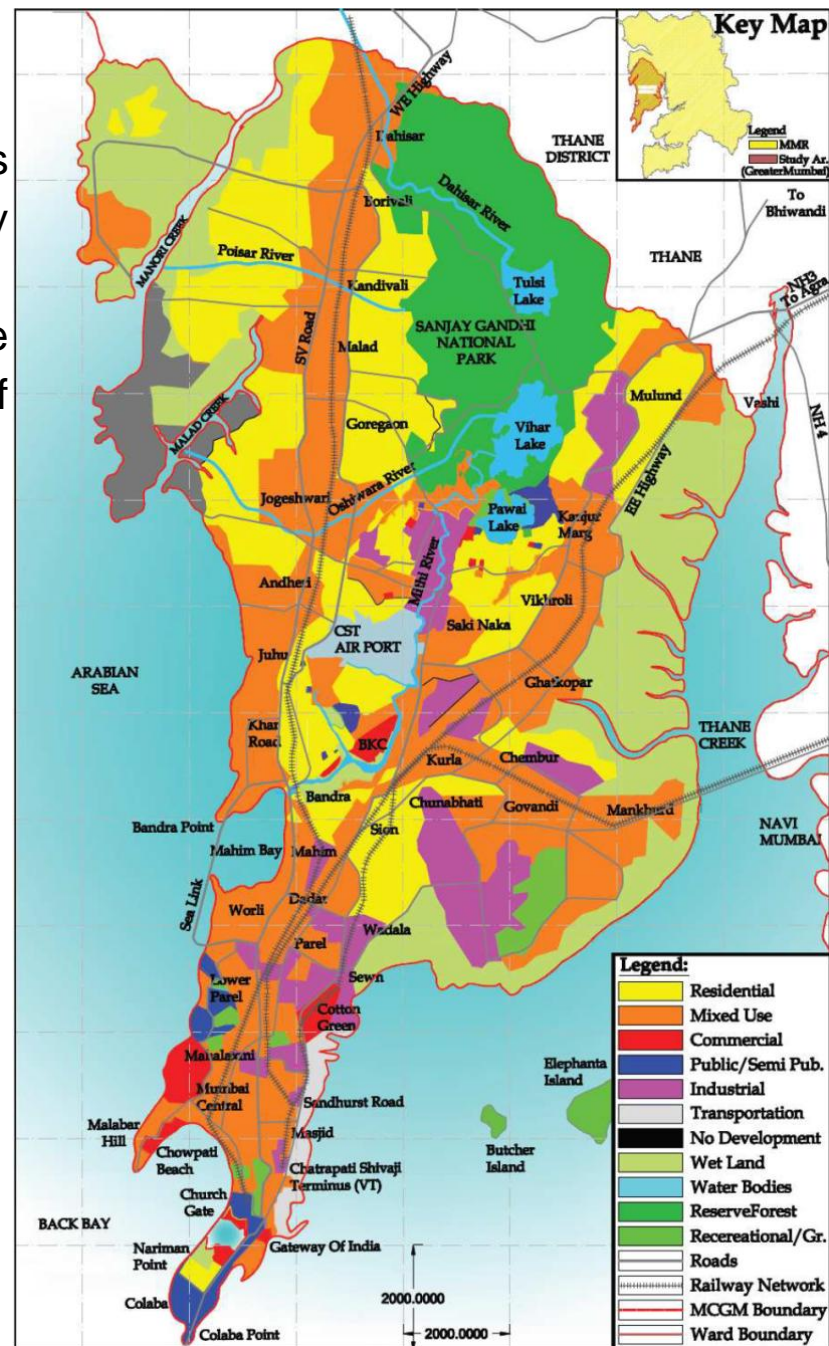 s
y
e
f
Key Map
Legend
MMR
Study Ar.
(GreaterMumbai)
WE Highway
Dahisar
THANE
DISTRICT
To
Bhiwandi
Borivali
Dahisar River
MANORI CREEK
Poisar River
THANE
NH3
To Agra
Kandivali
Tulsi
Lake
SV Road
SANJAY GANDHI
NATIONAL
PARK
Malad
Mulund
Vashi
NH 4
MALAD CREEK
Goregaon
Vihar
Lake
Oshiwara River
EE Highway
Jogeshwari
Pawai
Lake
Kanjur
Marg
Mithi River
Andheri
Vikhroli
Saki Naka
CST
AIR PORT
Juhu
ARABIAN
SEA
Ghatkopar
Khar
Road
BKC
THANE
CREEK
Kurla
Chembur
Bandra
Chunabhati
Govandi
Mankhurd
Bandra Point
Sion
NAVI
MUMBAI
Mahim Bay
Mahim
Sea Link
Worli
Dadar
Wadala
Parel
Lower
Parel
Sewn
Cotton
Green
Mahalaxmi
Mumbai
Central
Elephanta
Island
Sandhurst Road
Malabar
Hill
Masjid
Chowpati
Beach
Butcher
Island
Chatrapati Shivaji
Terminus (VT)
Church
Gate
BACK BAY
Nariman
Point
Gateway Of India
Colaba
Colaba Point
2000.0000
2000.0000
Legend:
Residential
Mixed Use
Commercial
Public/Semi Pub.
Industrial
Transportation
No Development
Wet Land
Water Bodies
ReserveForest
Recereational/Gr.
Roads
Railway Network
MCGM Boundary
Ward Boundary